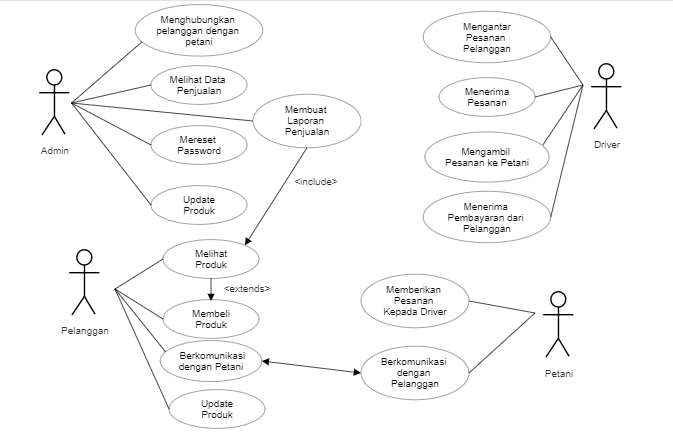 Menghubungkan
pelanggan dengan
petani
Melihat Data
Penjualan
Membuat
Laporan
Penjualan
Mereset
Password
Update
Produk
Admin
<include>
Melihat
Produk
<extends>
Membeli
Produk
Berkomunikasi
dengan Petani
Update
Produk
Pelanggan
Mengantar
Pesanan
Pelanggan
Menerima
Pesanan
Mengambil
Pesanan ke Petani
Menerima
Pembayaran dari
Pelanggan
Driver
Memberikan
Pesanan
Kepada Driver
Berkomunikasi
dengan
Pelanggan
Petani